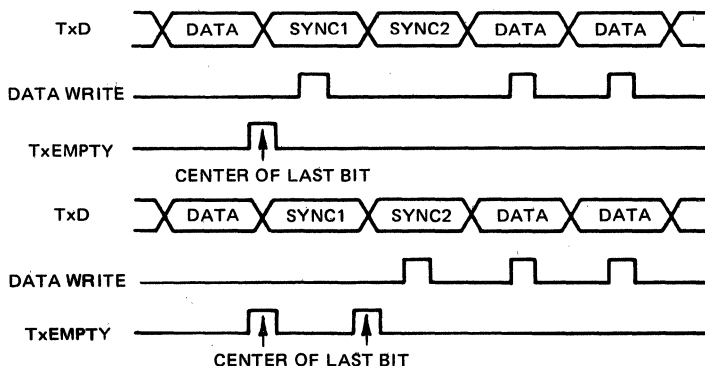 TxD DATA SYNC1 SYNC2 DATA DATA
DATA WRITE
TxEMPTY
CENTER OF LAST BIT
TxD DATA SYNC1 SYNC2 DATA DATA
DATA WRITE
TxEMPTY
CENTER OF LAST BIT